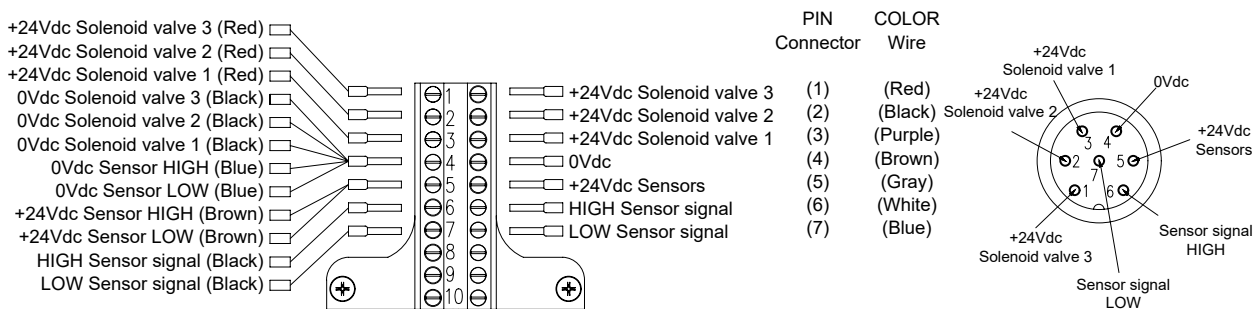 +24Vdc Solenoid valve 3 (Red)
+24Vdc Solenoid valve 2 (Red)
+24Vdc Solenoid valve 1 (Red)
0Vdc Solenoid valve 3 (Black)
0Vdc Solenoid valve 2 (Black)
0Vdc Solenoid valve 1 (Black)
0Vdc Sensor HIGH (Blue)
0Vdc Sensor LOW (Blue)
+24Vdc Sensor HIGH (Brown)
+24Vdc Sensor LOW (Brown)
HIGH Sensor signal (Black)
LOW Sensor signal (Black)
1
2
3
4
5
6
7
8
9
10
PIN COLOR
Connector Wire
+24Vdc Solenoid valve 3 (1) (Red)
+24Vdc Solenoid valve 2 (2) (Black)
+24Vdc Solenoid valve 1 (3) (Purple)
0Vdc (4) (Brown)
+24Vdc Sensors (5) (Gray)
HIGH Sensor signal (6) (White)
LOW Sensor signal (7) (Blue)
+24Vdc
Solenoid valve 1
+24Vdc
Solenoid valve 2
0Vdc
+24Vdc
Sensors
3 4
2 5
7
1 6
+24Vdc
Solenoid valve 3
Sensor signal
HIGH
Sensor signal
LOW